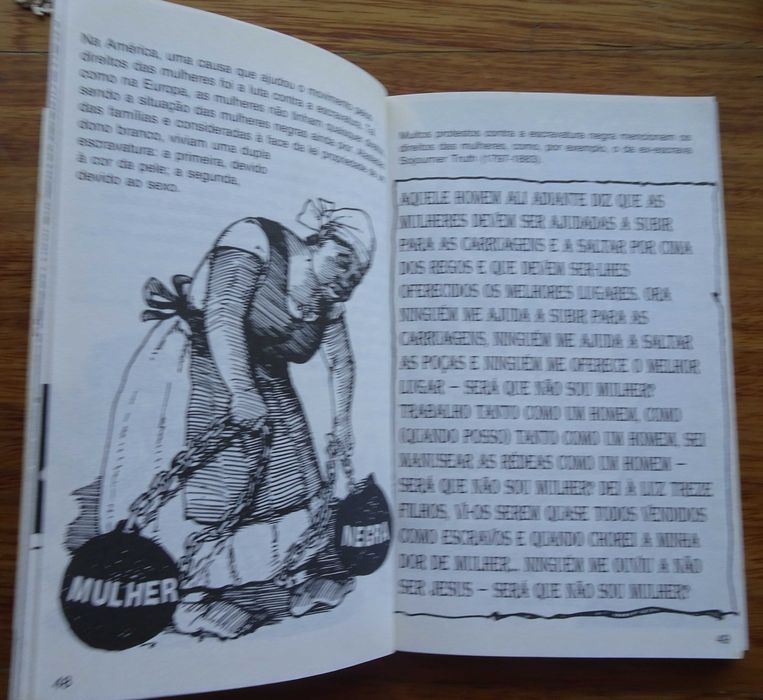 Na América, uma causa que ajudou o movimento pelos
direitos das mulheres foi a luta contra a escravatura. Tal
como na Europa, as mulheres não tinham quaisquer direitos,
sendo a situação das mulheres negras ainda pior. Afastadas
das famílias e consideradas à face da lei propriedade do seu
dono branco, viviam uma dupla
escravatura: a primeira, devido
à cor da pele; a segunda,
devido ao sexo.
MULHER
NEGRA
48
Muitos protestos contra a escravatura negra mencionam os
direitos das mulheres, como, por exemplo, o da ex-escrava
Sojourner Truth (1797-1883).
AQUELE HOMEM ALI ADIANTE DIZ QUE AS
MULHERES DEVEM SER AJUDADAS A SUBIR
PARA AS CARRUAGENS E A SALTAR POR CIMA
DOS REGOS E QUE DEVEM SER-LHES
OFERECIDOS OS MELHORES LUGARES. ORA
NINGUÉM ME AJUDA A SUBIR PARA AS
CARRUAGENS, NINGUÉM ME AJUDA A SALTAR
AS POÇAS E NINGUÉM ME OFERECE O MELHOR
LUGAR – SERÁ QUE NÃO SOU MULHER?
TRABALHO TANTO COMO UM HOMEM, COMO
(QUANDO POSSO) TANTO COMO UM HOMEM, SEI
MANUSEAR AS RÉDEAS COMO UM HOMEM –
SERÁ QUE NÃO SOU MULHER? DEI À LUZ TREZE
FILHOS, VI-OS SEREM QUASE TODOS VENDIDOS
COMO ESCRAVOS E QUANDO CHOREI A MINHA
DOR DE MULHER... NINGUÉM ME OUVIU A NÃO
SER JESUS – SERÁ QUE NÃO SOU MULHER?
49